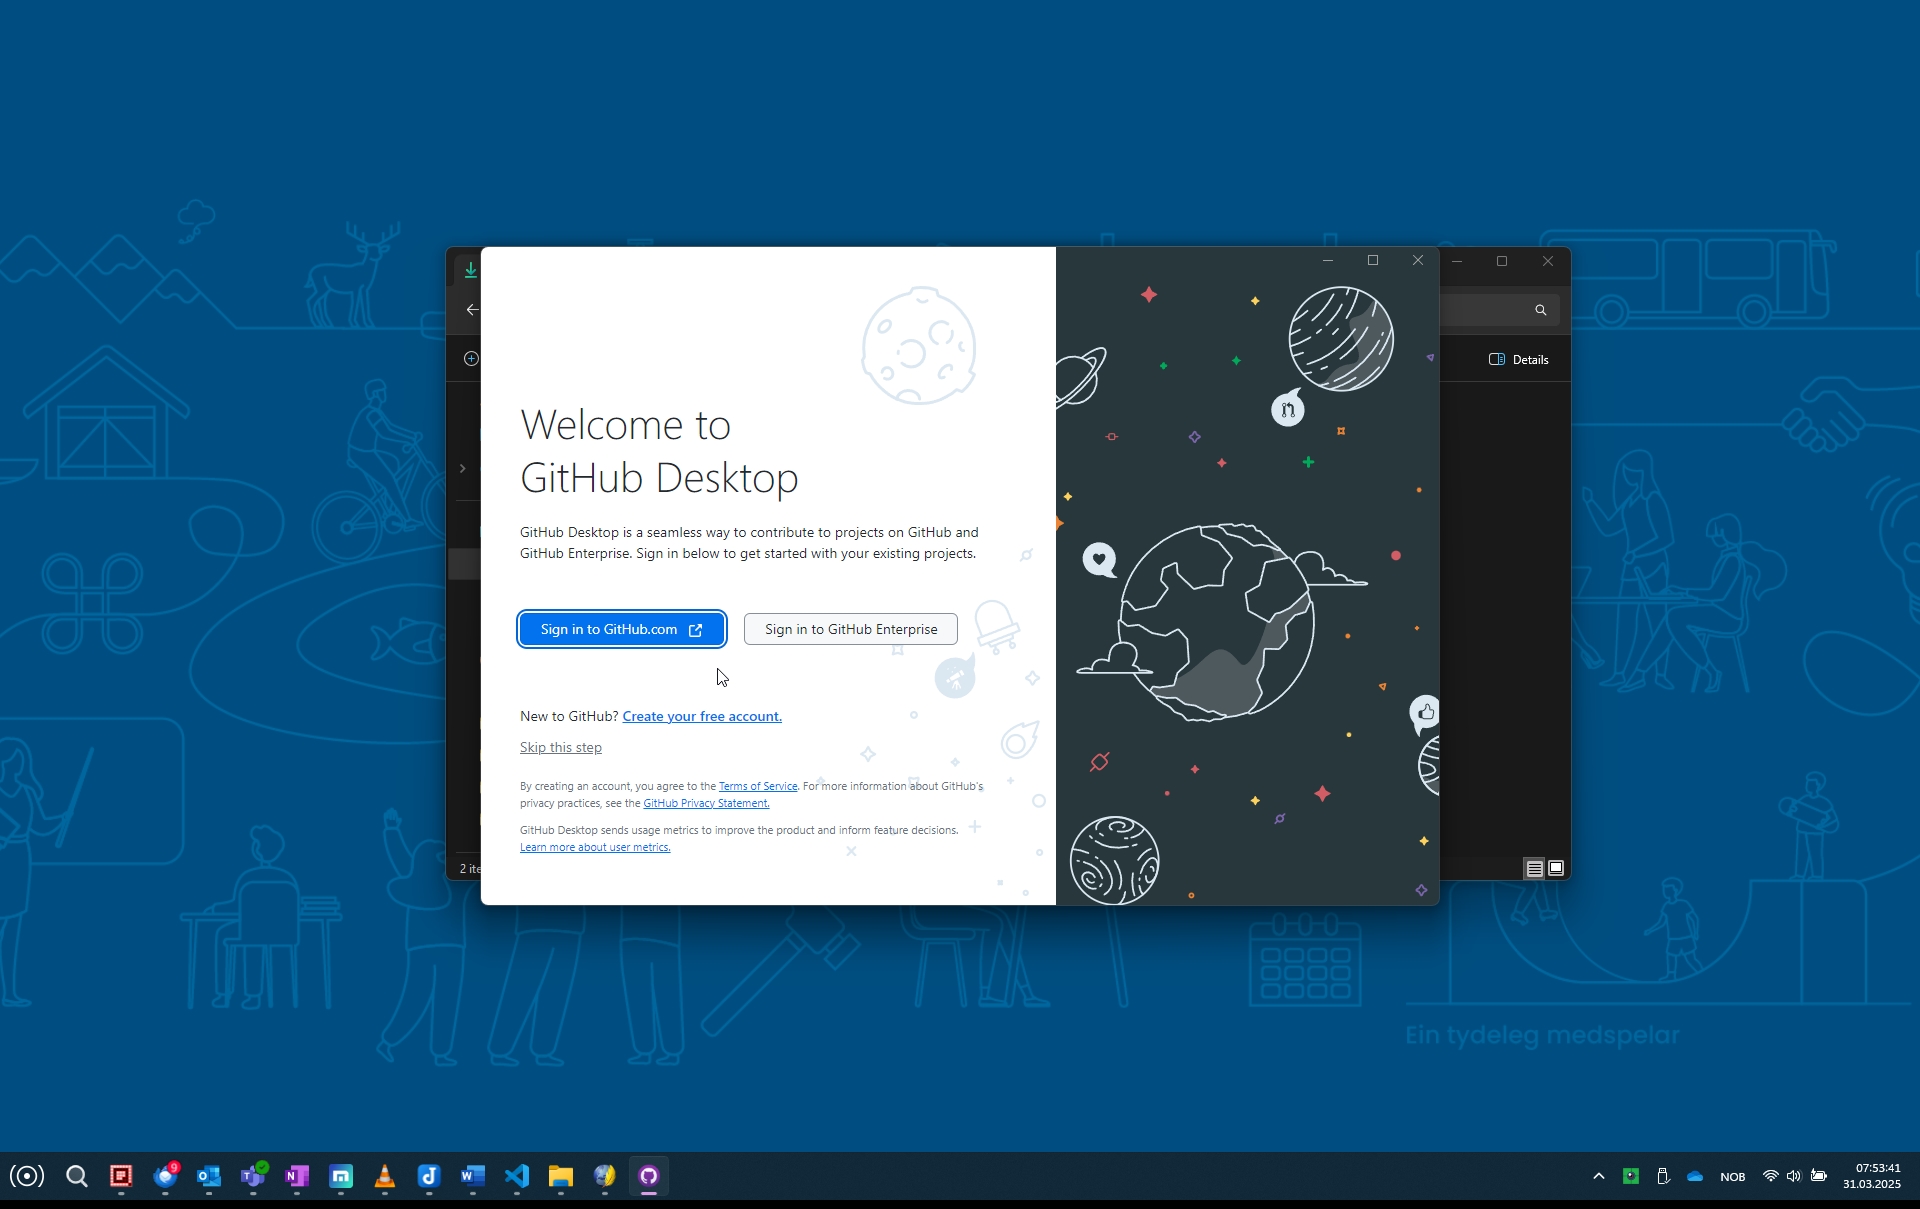 Details
Welcome to
GitHub Desktop
GitHub Desktop is a seamless way to contribute to projects on GitHub and
GitHub Enterprise. Sign in below to get started with your existing projects.
Sign in to GitHub.com
Sign in to GitHub Enterprise
New to GitHub? Create your free account.
Skip this step
By creating an account, you agree to the Terms of Service. For more information about GitHub's
privacy practices, see the GitHub Privacy Statement.
GitHub Desktop sends usage metrics to improve the product and inform feature decisions.
Learn more about user metrics.
2 ite
Ein tydeleg medspelar
9
NOB
07:53:41
31.03.2025